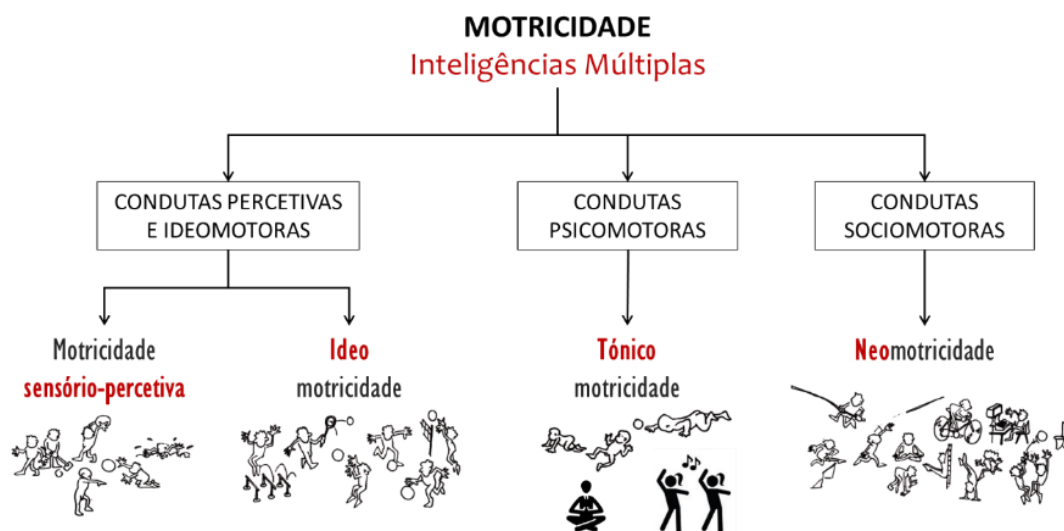 MOTRICIDADE
Inteligências Múltiplas
CONDUTAS PERCETIVAS
E IDEOMOTORAS
CONDUTAS
PSICOMOTORAS
CONDUTAS
SOCIOMOTORAS
Motricidade
sensório-percetiva
Ideo
motricidade
Tónico
motricidade
Neomotricidade